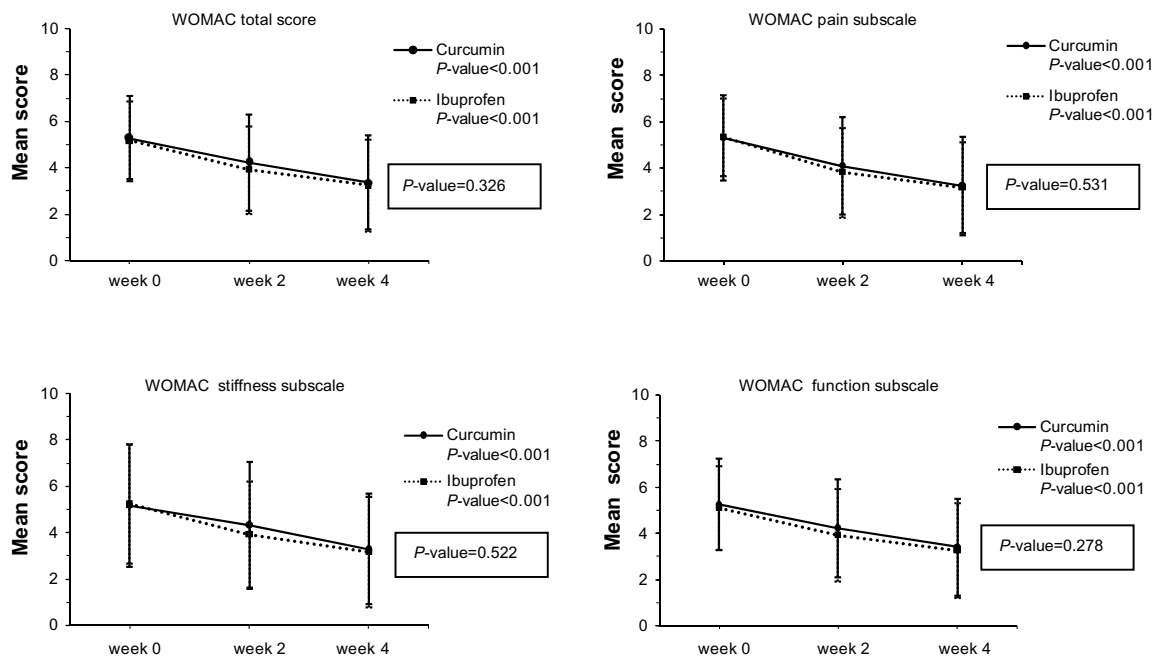 WOMAC total score
10
8
6
4
2
0
Mean score
Curcumin
P-value<0.001
Ibuprofen
P-value<0.001
P-value=0.326
week 0
week 2
week 4
WOMAC pain subscale
10
8
6
4
2
0
Mean score
Curcumin
P-value<0.001
Ibuprofen
P-value<0.001
P-value=0.531
week 0
week 2
week 4
WOMAC stiffness subscale
10
8
6
4
2
0
Mean score
Curcumin
P-value<0.001
Ibuprofen
P-value<0.001
P-value=0.522
week 0
week 2
week 4
WOMAC function subscale
10
8
6
4
2
0
Mean score
Curcumin
P-value<0.001
Ibuprofen
P-value<0.001
P-value=0.278
week 0
week 2
week 4